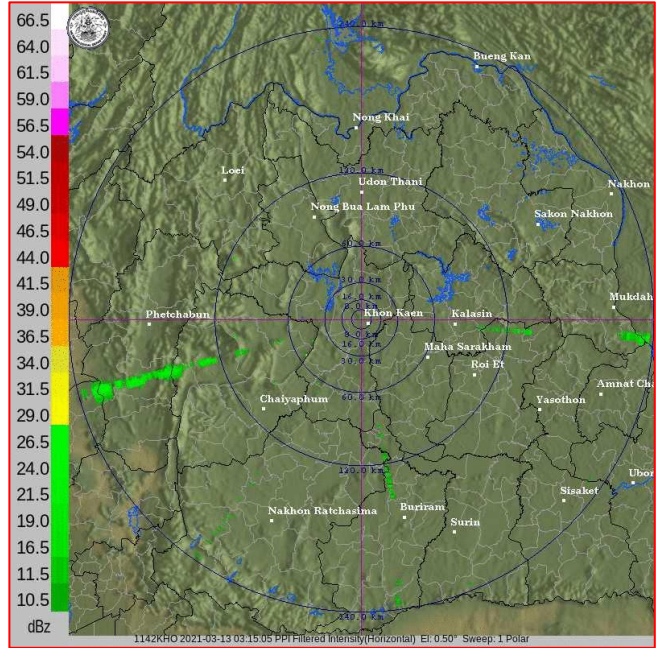 66.5
64.0
61.5
59.0
56.5
54.0
51.5
49.0
46.5
44.0
41.5
39.0
36.5
34.0
31.5
29.0
26.5
24.0
21.5
19.0
16.5
11.5
10.5
dBz
Bueng Kan
Nong Khai
Loei
Udon Thani
Nakhon
Nong Bua Lam Phu
Sakon Nakhon
Mukdah
Phetchabun
Khon Kaen
Kalasin
8.0 km
16.0 km
Maha Sarakham
Roi Et
Amnat Cha
Chaiyaphum
60.0 km
Yasothon
120.0 km
Ubor
Sisaket
Nakhon Ratchasima
Buriram
Surin
240.0 km
1142KHO 2021-03-13 03:15:05 PPI Filtered Intensity(Horizontal) El: 0.50° Sweep: 1 Polar